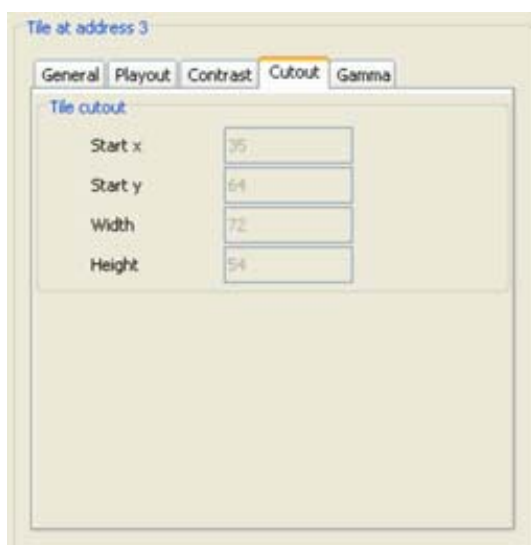 Tile at address 3
General Playout Contrast Cutout Gamma
Tile cutout
Start x 35
Start y 64
Width 72
Height 54